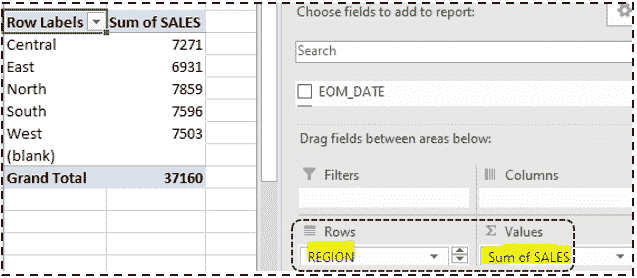 Row Labels Sum of SALES
Central 7271
East 6931
North 7859
South 7596
West 7503
(blank)
Grand Total 37160
Choose fields to add to report:
Search
EOM_DATE
Drag fields between areas below:
Filters
Columns
Rows
Σ Values
REGION
Sum of SALES